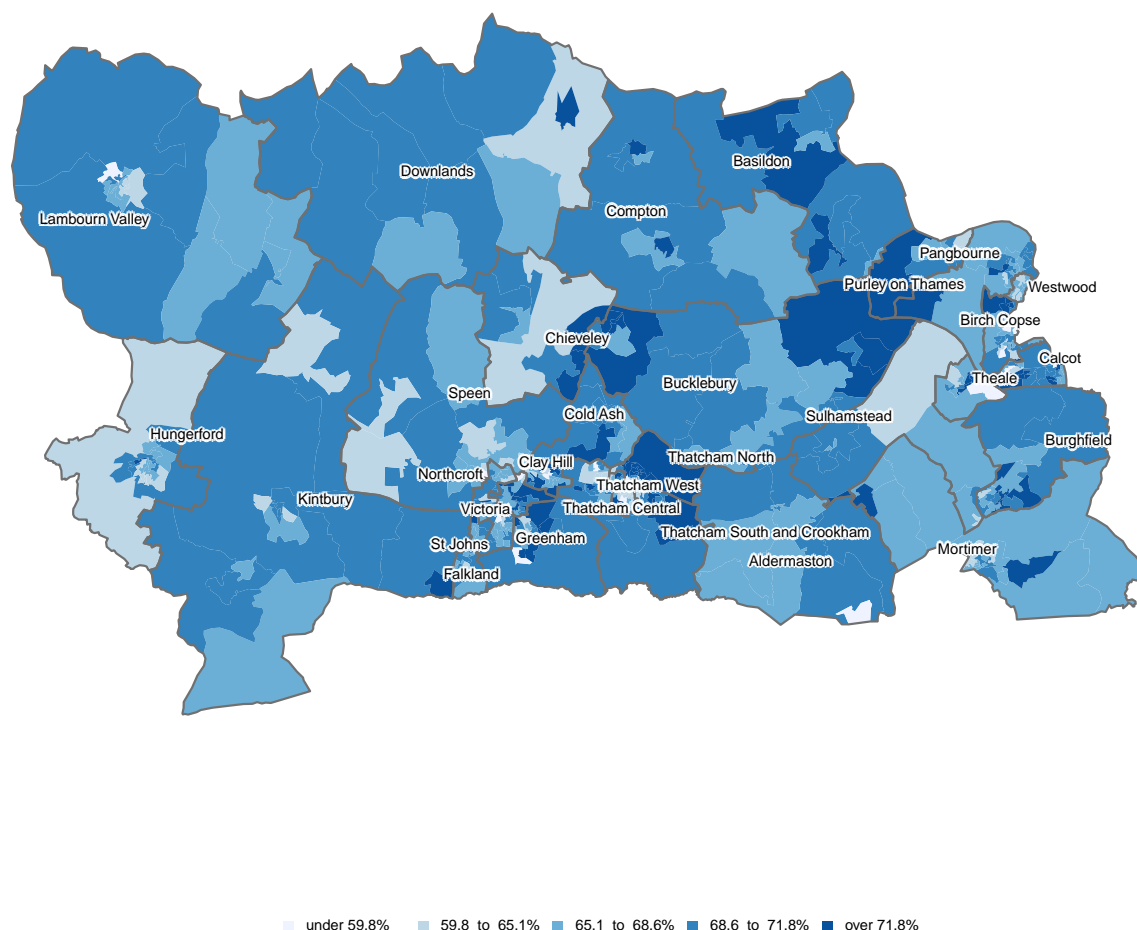 Basildon
Downlands
Compton
Lambourn Valley
Pangbourne
Purley on Thames
Westwood
Birch Copse
Chieveley
Calcot
Theale
Bucklebury
Speen
Cold Ash
Sulhamstead
Hungerford
Burghfield
Thatcham North
Clay Hill
Northcroft
Thatcham West
Kintbury
Victoria
Thatcham Central
Thatcham South and Crookham
Greenham
St Johns
Mortimer
Aldermaston
Falkland
under 59.8% 59.8 to 65.1% 65.1 to 68.6% 68.6 to 71.8% over 71.8%